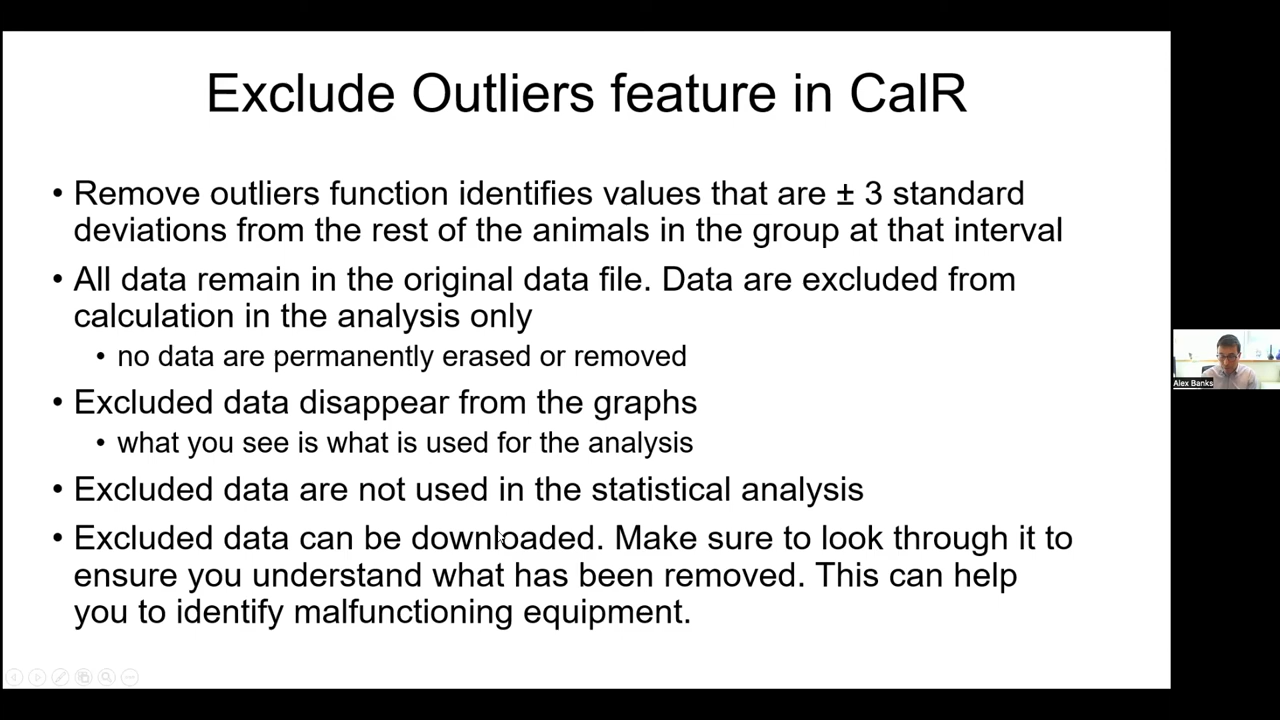 Exclude Outliers feature in CalR
• Remove outliers function identifies values that are ± 3 standard
deviations from the rest of the animals in the group at that interval
• All data remain in the original data file. Data are excluded from
calculation in the analysis only
• no data are permanently erased or removed
• Excluded data disappear from the graphs
• what you see is what is used for the analysis
• Excluded data are not used in the statistical analysis
• Excluded data can be downloaded. Make sure to look through it to
ensure you understand what has been removed. This can help
you to identify malfunctioning equipment.
Alex Banks